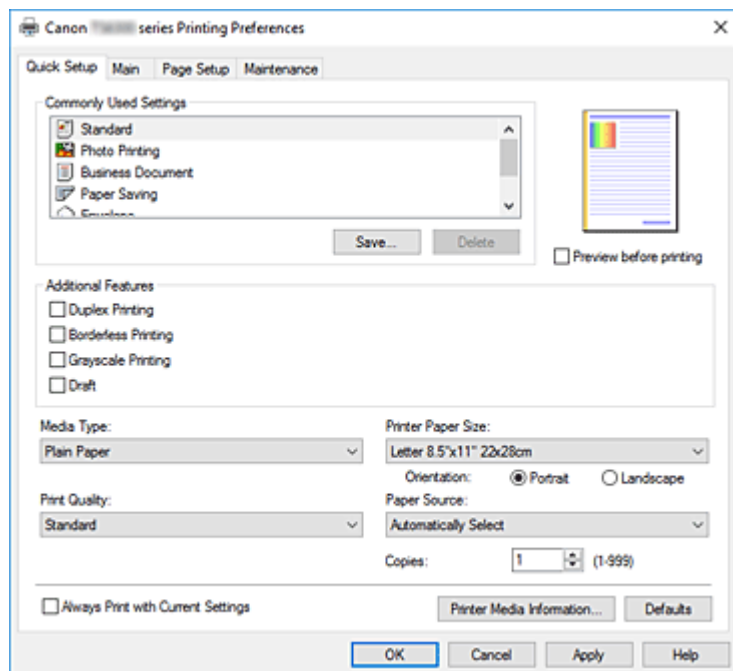 Canon series Printing Preferences
Quick Setup Main Page Setup Maintenance
Commonly Used Settings
Standard
Photo Printing
Business Document
Paper Saving
Envelope
Save... Delete
Preview before printing
Additional Features
Duplex Printing
Borderless Printing
Grayscale Printing
Draft
Media Type: Printer Paper Size:
Plain Paper Letter 8.5"x11" 22x28cm
Orientation: Portrait Landscape
Print Quality: Paper Source:
Standard Automatically Select
Copies: 1 (1-999)
Always Print with Current Settings Printer Media Information... Defaults
OK Cancel Apply Help